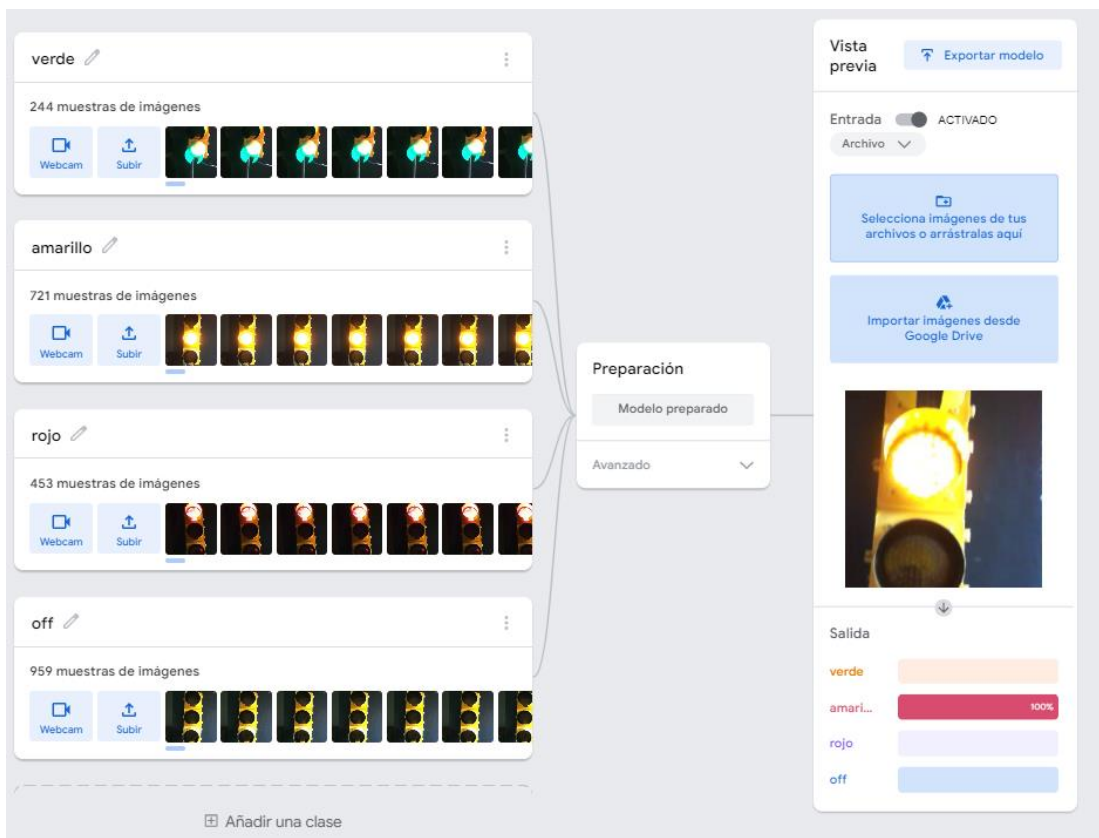 verde
244 muestras de imágenes
Webcam
Subir
amarillo
721 muestras de imágenes
Webcam
Subir
rojo
453 muestras de imágenes
Webcam
Subir
off
959 muestras de imágenes
Webcam
Subir
Añadir una clase
Preparación
Modelo preparado
Avanzado
Vista
previa
Exportar modelo
Entrada
ACTIVADO
Archivo
Selecciona imágenes de tus
archivos o arrástralas aquí
Importar imágenes desde
Google Drive
Salida
verde
amari...
100%
rojo
off